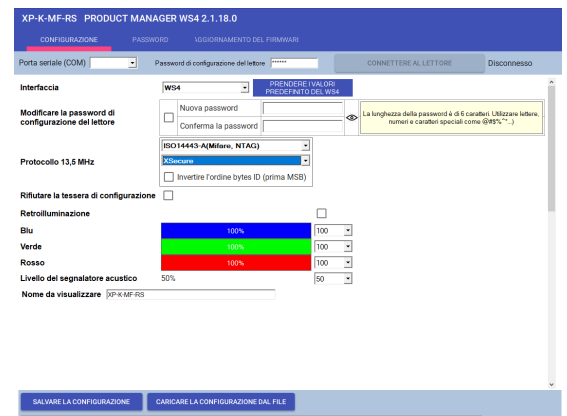 XP-K-MF-RS PRODUCT MANAGER WS4 2.1.18.0
CONFIGURAZIONE PASSWORD \GGIORNAMENTO DEL FIRMWARI
Porta seriale (COM) Password di configurazione del lettore ****** CONNETTERE AL LETTORE Disconnesso
Interfaccia WS4 PRENDERE I VALORI
PREDEFINITO DEL WS4
Modificare la password di
configurazione del lettore
Nuova password
Conferma la password
La lunghezza della password è di 6 caratteri. Utilizzare lettere,
numeri e caratteri speciali come @#$%^*...)
Protocollo 13,5 MHz
ISO14443-A(Mifare, NTAG)
XSecure
Invertire l'ordine bytes ID (prima MSB)
Rifiutare la tessera di configurazione
Retroilluminazione
Blu 100% 100
Verde 100% 100
Rosso 100% 100
Livello del segnalatore acustico 50% 50
Nome da visualizzare XP-K-MF-RS
SALVARE LA CONFIGURAZIONE CARICARE LA CONFIGURAZIONE DAL FILE